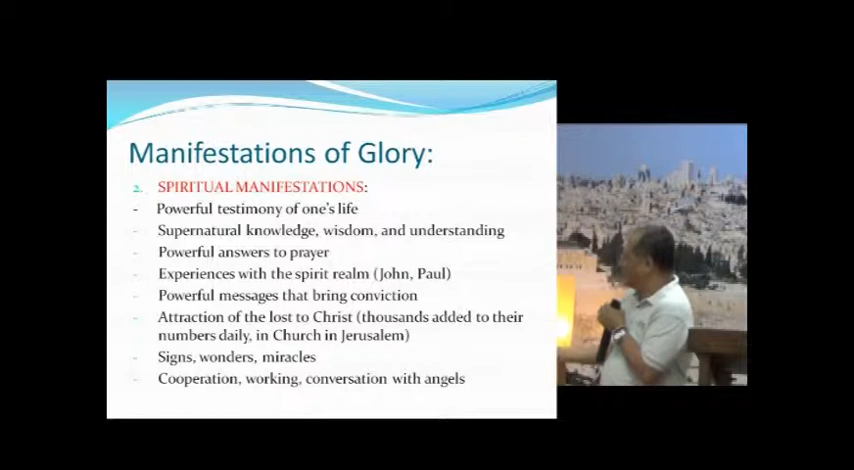 Manifestations of Glory:
2. SPIRITUAL MANIFESTATIONS:
- Powerful testimony of one's life
- Supernatural knowledge, wisdom, and understanding
- Powerful answers to prayer
- Experiences with the spirit realm (John, Paul)
- Powerful messages that bring conviction
- Attraction of the lost to Christ (thousands added to their
numbers daily, in Church in Jerusalem)
- Signs, wonders, miracles
- Cooperation, working, conversation with angels